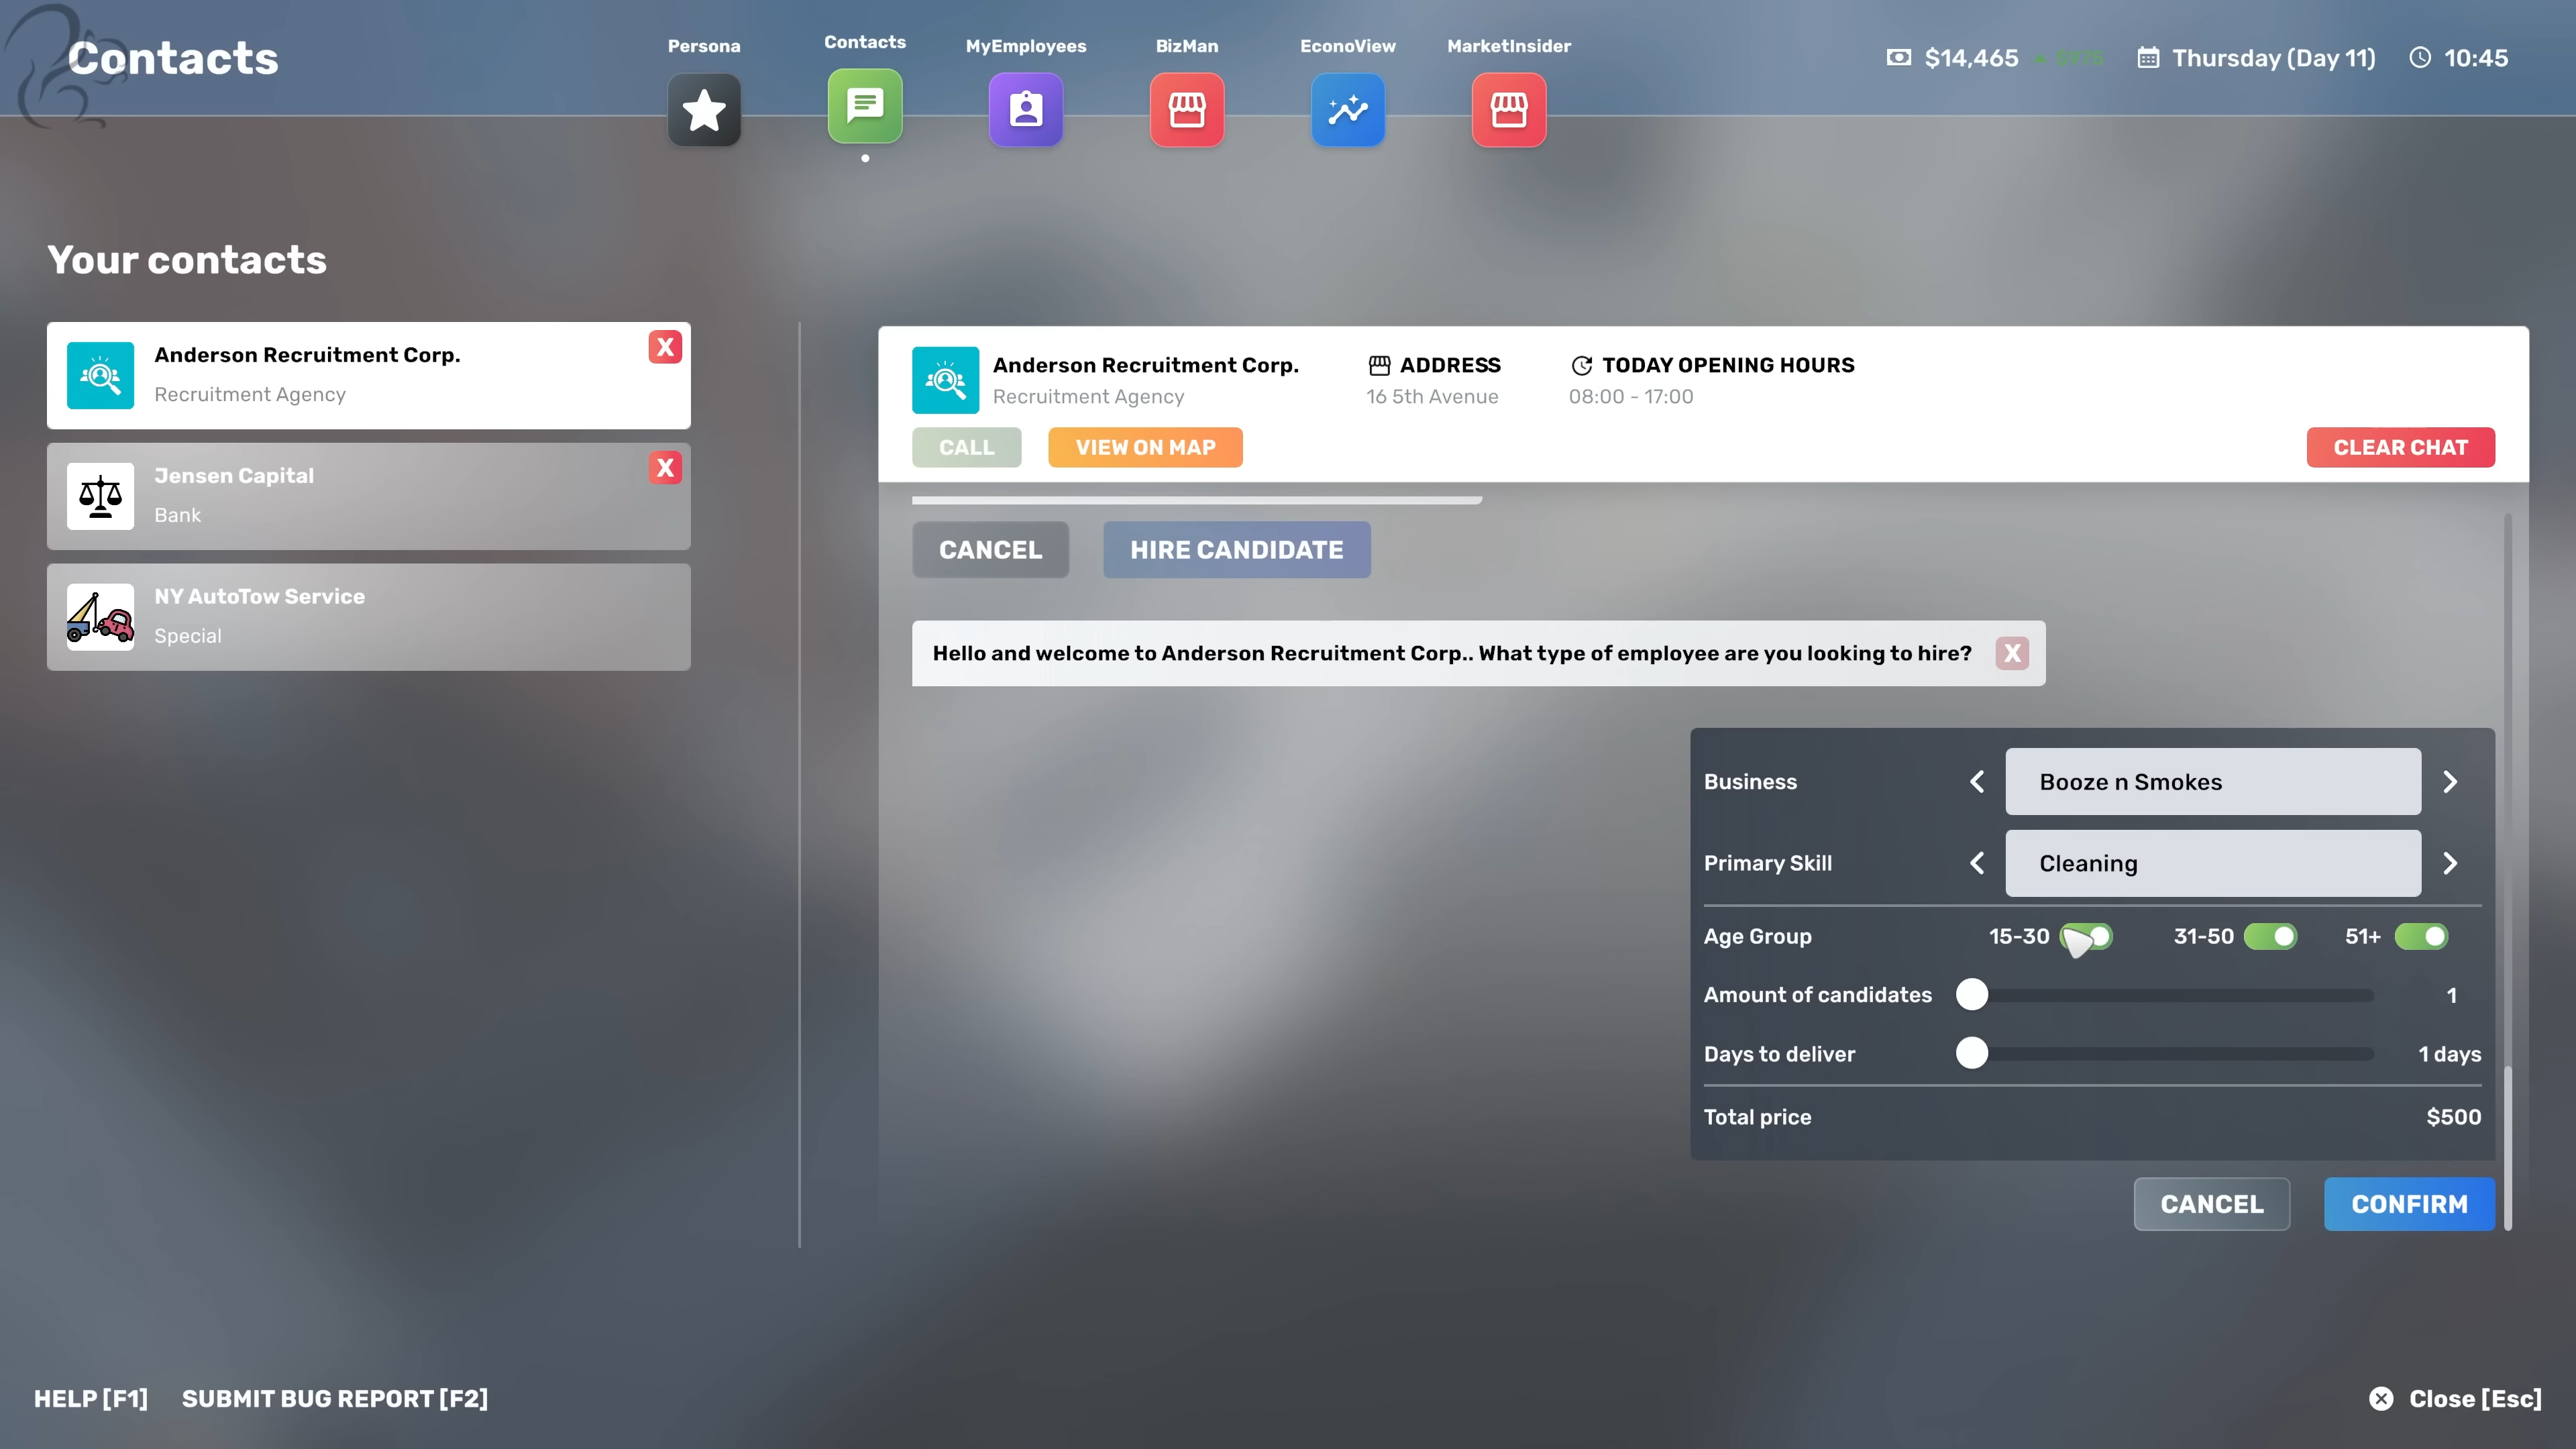 Contacts
Persona
Contacts
MyEmployees
BizMan
EconoView
MarketInsider
$14,465
Thursday (Day 11)
10:45
Your contacts
Anderson Recruitment Corp.
Recruitment Agency
X
Jensen Capital
Bank
X
NY AutoTow Service
Special
Anderson Recruitment Corp.
Recruitment Agency
ADDRESS
16 5th Avenue
TODAY OPENING HOURS
08:00 - 17:00
CALL
VIEW ON MAP
CLEAR CHAT
CANCEL
HIRE CANDIDATE
Hello and welcome to Anderson Recruitment Corp.. What type of employee are you looking to hire?
X
Business
Booze n Smokes
Primary Skill
Cleaning
Age Group
15-30
31-50
51+
Amount of candidates
1
Days to deliver
1 days
Total price
$500
CANCEL
CONFIRM
HELP [F1]
SUBMIT BUG REPORT [F2]
Close [Esc]